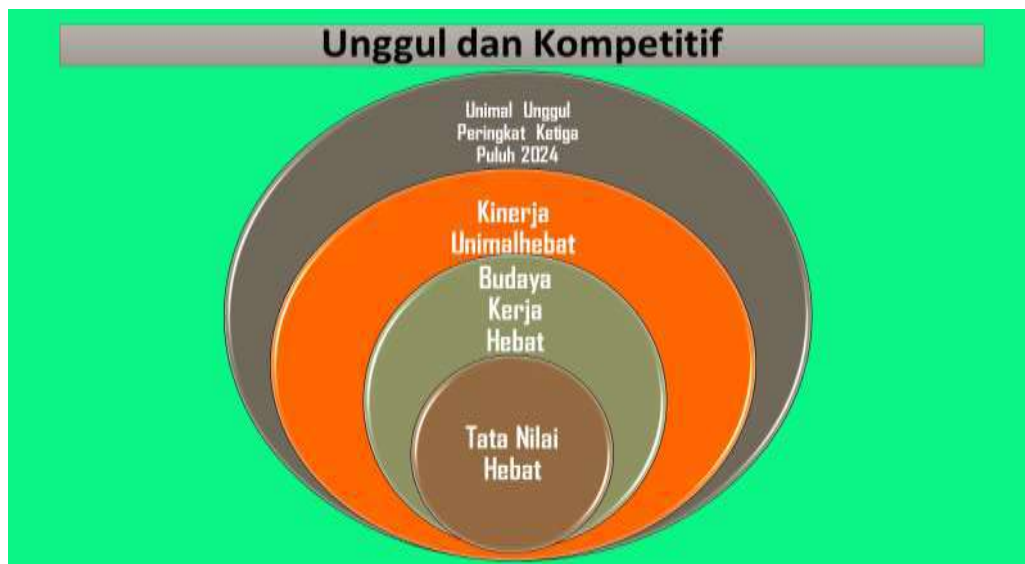 Unggul dan Kompetitif
Unimal Unggul
Peringkat Ketiga
Puluh 2024
Kinerja
Unimalhebat
Budaya
Kerja
Hebat
Tata Nilai
Hebat